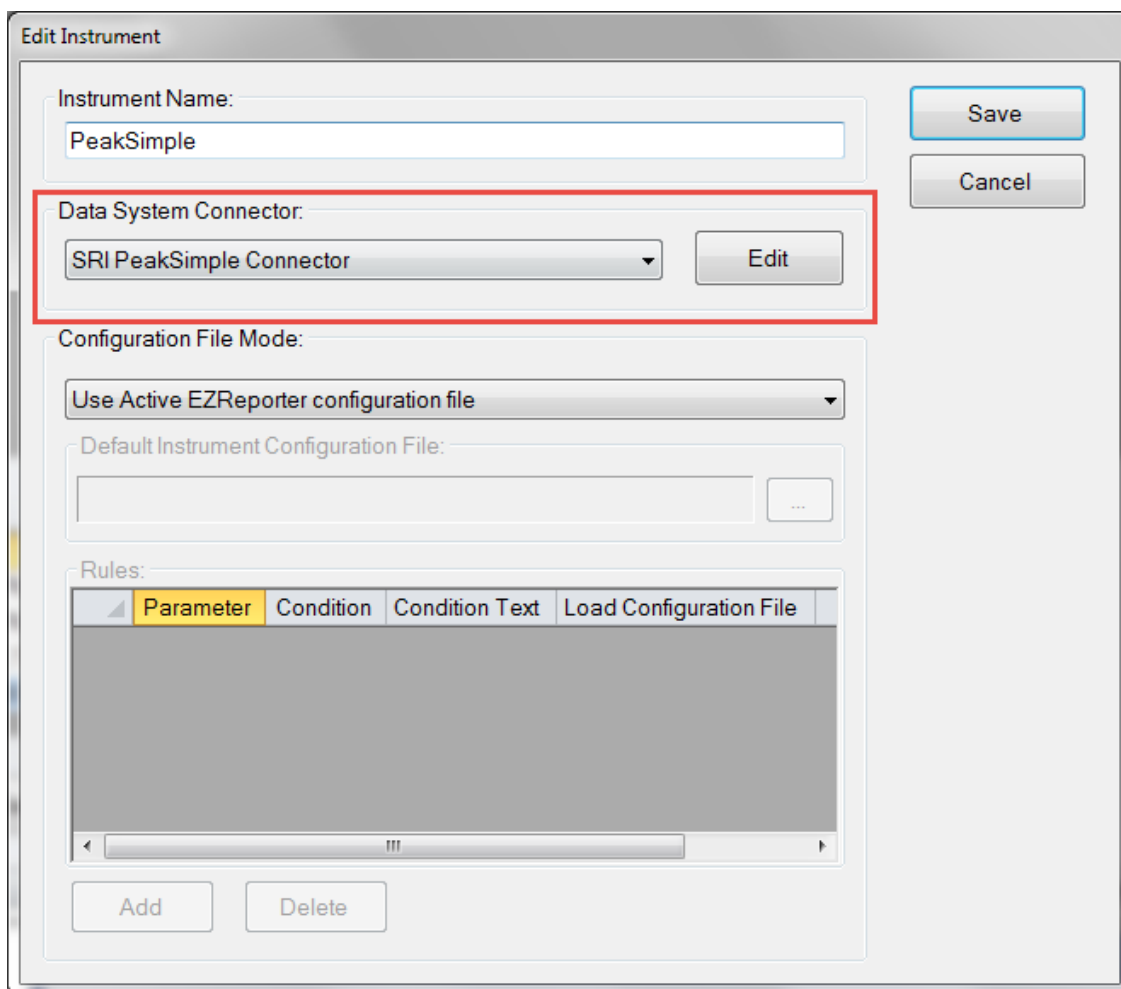 Edit Instrument
Instrument Name:
PeakSimple
Save
Cancel
Data System Connector:
SRI PeakSimple Connector
Edit
Configuration File Mode:
Use Active EZReporter configuration file
Default Instrument Configuration File:
...
Rules:
Parameter Condition Condition Text Load Configuration File
Add Delete